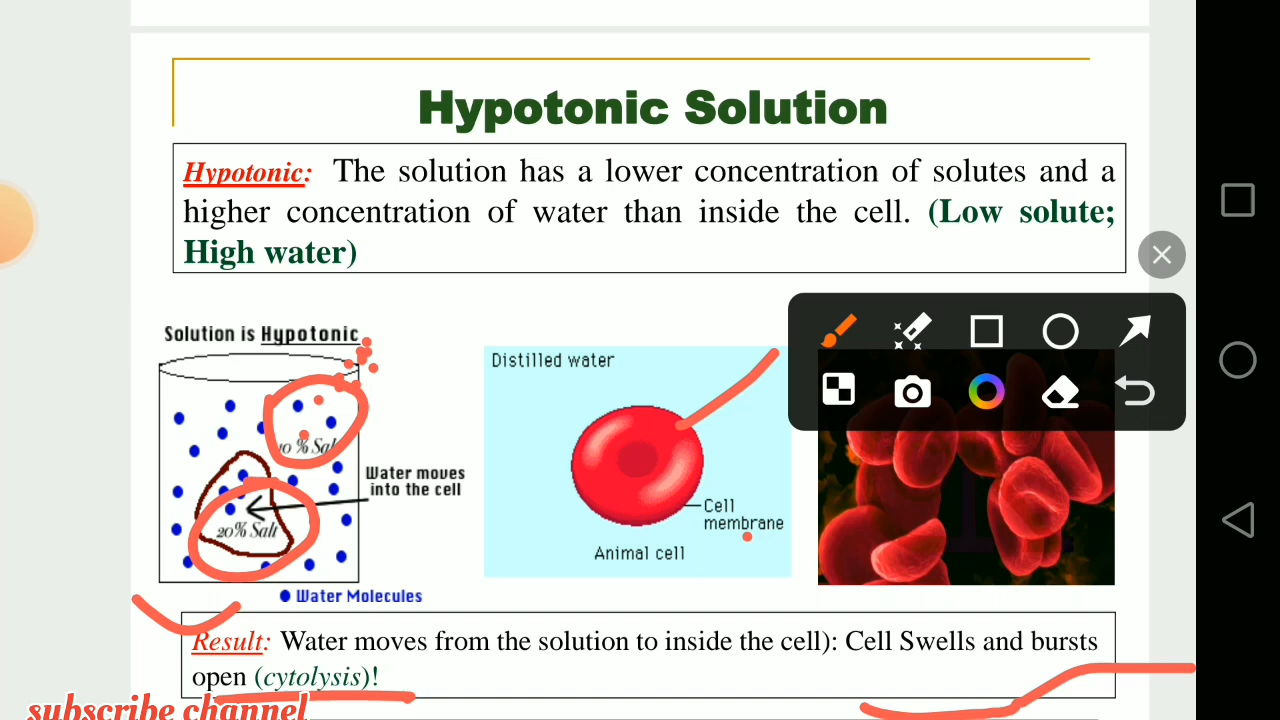 Hypotonic Solution
Hypotonic: The solution has a lower concentration of solutes and a
higher concentration of water than inside the cell. (Low solute;
High water)
Solution is Hypotonic
10 % Salt
Water moves
into the cell
20% Salt
Water Molecules
Distilled water
Cell
membrane
Animal cell
Result: Water moves from the solution to inside the cell): Cell Swells and bursts
open (cytolysis)!
subscribe channel